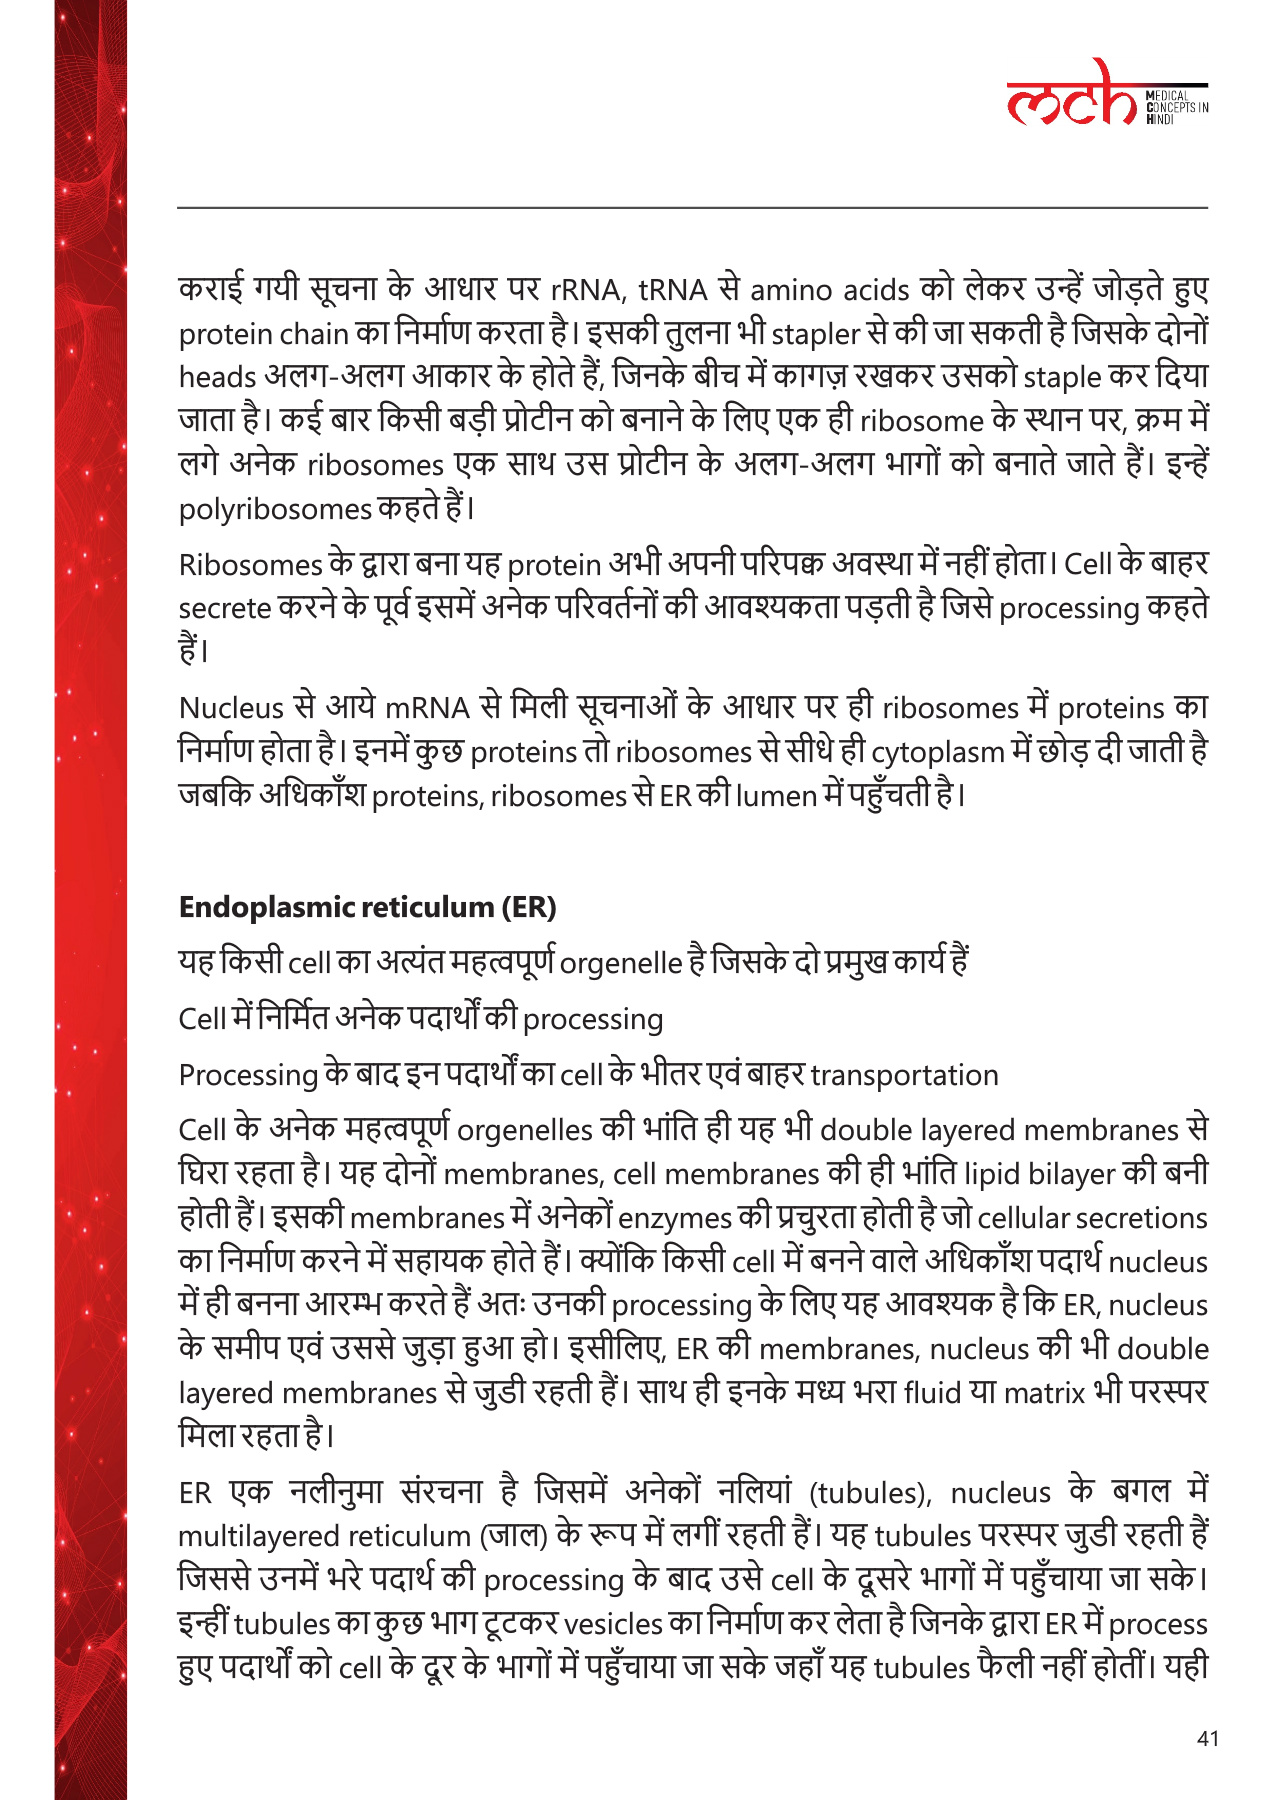 mch MEDICAL
CONCEPTS IN
HINDI
कराई गयी सूचना के आधार पर rRNA, tRNA से amino acids को लेकर उन्हें जोड़ते हुए
protein chain का निर्माण करता है। इसकी तुलना भी stapler से की जा सकती है जिसके दोनों
heads अलग-अलग आकार के होते हैं, जिनके बीच में कागज़ रखकर उसको staple कर दिया
जाता है। कई बार किसी बड़ी प्रोटीन को बनाने के लिए एक ही ribosome के स्थान पर, क्रम में
लगे अनेक ribosomes एक साथ उस प्रोटीन के अलग-अलग भागों को बनाते जाते हैं। इन्हें
polyribosomes कहते हैं।
Ribosomes के द्वारा बना यह protein अभी अपनी परिपक्व अवस्था में नहीं होता। Cell के बाहर
secrete करने के पूर्व इसमें अनेक परिवर्तनों की आवश्यकता पड़ती है जिसे processing कहते
हैं।
Nucleus से आये mRNA से मिली सूचनाओं के आधार पर ही ribosomes में proteins का
निर्माण होता है। इनमें कुछ proteins तो ribosomes से सीधे ही cytoplasm में छोड़ दी जाती है
जबकि अधिकाँश proteins, ribosomes से ER की lumen में पहुँचती है।
Endoplasmic reticulum (ER)
यह किसी cell का अत्यंत महत्वपूर्ण orgenelle है जिसके दो प्रमुख कार्य हैं
Cell में निर्मित अनेक पदार्थों की processing
Processing के बाद इन पदार्थों का cell के भीतर एवं बाहर transportation
Cell के अनेक महत्वपूर्ण orgenelles की भांति ही यह भी double layered membranes से
घिरा रहता है। यह दोनों membranes, cell membranes की ही भांति lipid bilayer की बनी
होती हैं। इसकी membranes में अनेकों enzymes की प्रचुरता होती है जो cellular secretions
का निर्माण करने में सहायक होते हैं। क्योंकि किसी cell में बनने वाले अधिकाँश पदार्थ nucleus
में ही बनना आरम्भ करते हैं अतः उनकी processing के लिए यह आवश्यक है कि ER, nucleus
के समीप एवं उससे जुड़ा हुआ हो। इसीलिए, ER की membranes, nucleus की भी double
layered membranes से जुडी रहती हैं। साथ ही इनके मध्य भरा fluid या matrix भी परस्पर
मिला रहता है।
ER एक नलीनुमा संरचना है जिसमें अनेकों नलियां (tubules), nucleus के बगल में
multilayered reticulum (जाल) के रूप में लगीं रहती हैं। यह tubules परस्पर जुडी रहती हैं
जिससे उनमें भरे पदार्थ की processing के बाद उसे cell के दूसरे भागों में पहुँचाया जा सके।
इन्हीं tubules का कुछ भाग टूटकर vesicles का निर्माण कर लेता है जिनके द्वारा ER में process
हुए पदार्थों को cell के दूर के भागों में पहुँचाया जा सके जहाँ यह tubules फैली नहीं होतीं। यही
41